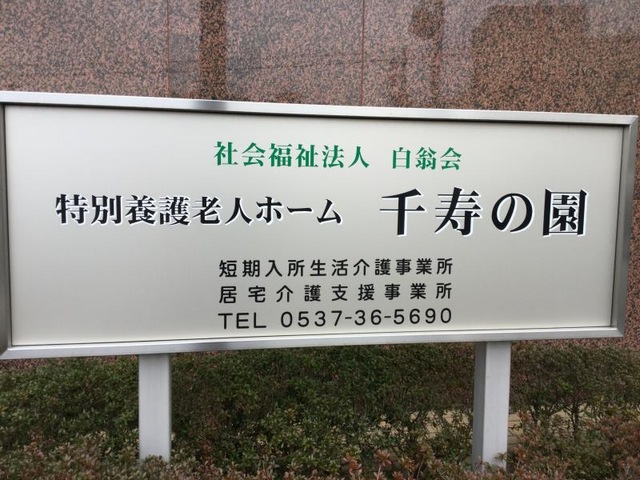 社会福祉法人 白翁会
特別養護老人ホーム 千寿の園
短期入所生活介護事業所
居宅介護支援事業所
TEL 0537-36-5690